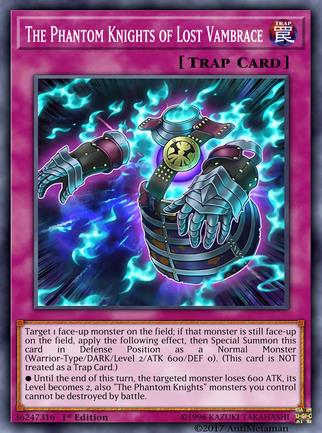 The Phantom Knights of Lost Vambrace
TRAP
罠
[Trap Card]
Target 1 face-up monster on the field; if that monster is still face-up
on the field, apply the following effect, then Special Summon this
card in Defense Position as a Normal Monster
(Warrior-Type/DARK/Level 2/ATK 600/DEF 0). (This card is NOT
treated as a Trap Card.)
● Until the end of this turn, the targeted monster loses 600 ATK, its
Level becomes 2, also "The Phantom Knights" monsters you control
cannot be destroyed by battle.
36247316 1st Edition ©1996 KAZUKI TAKAHASHI
©2017 AntiMetaman